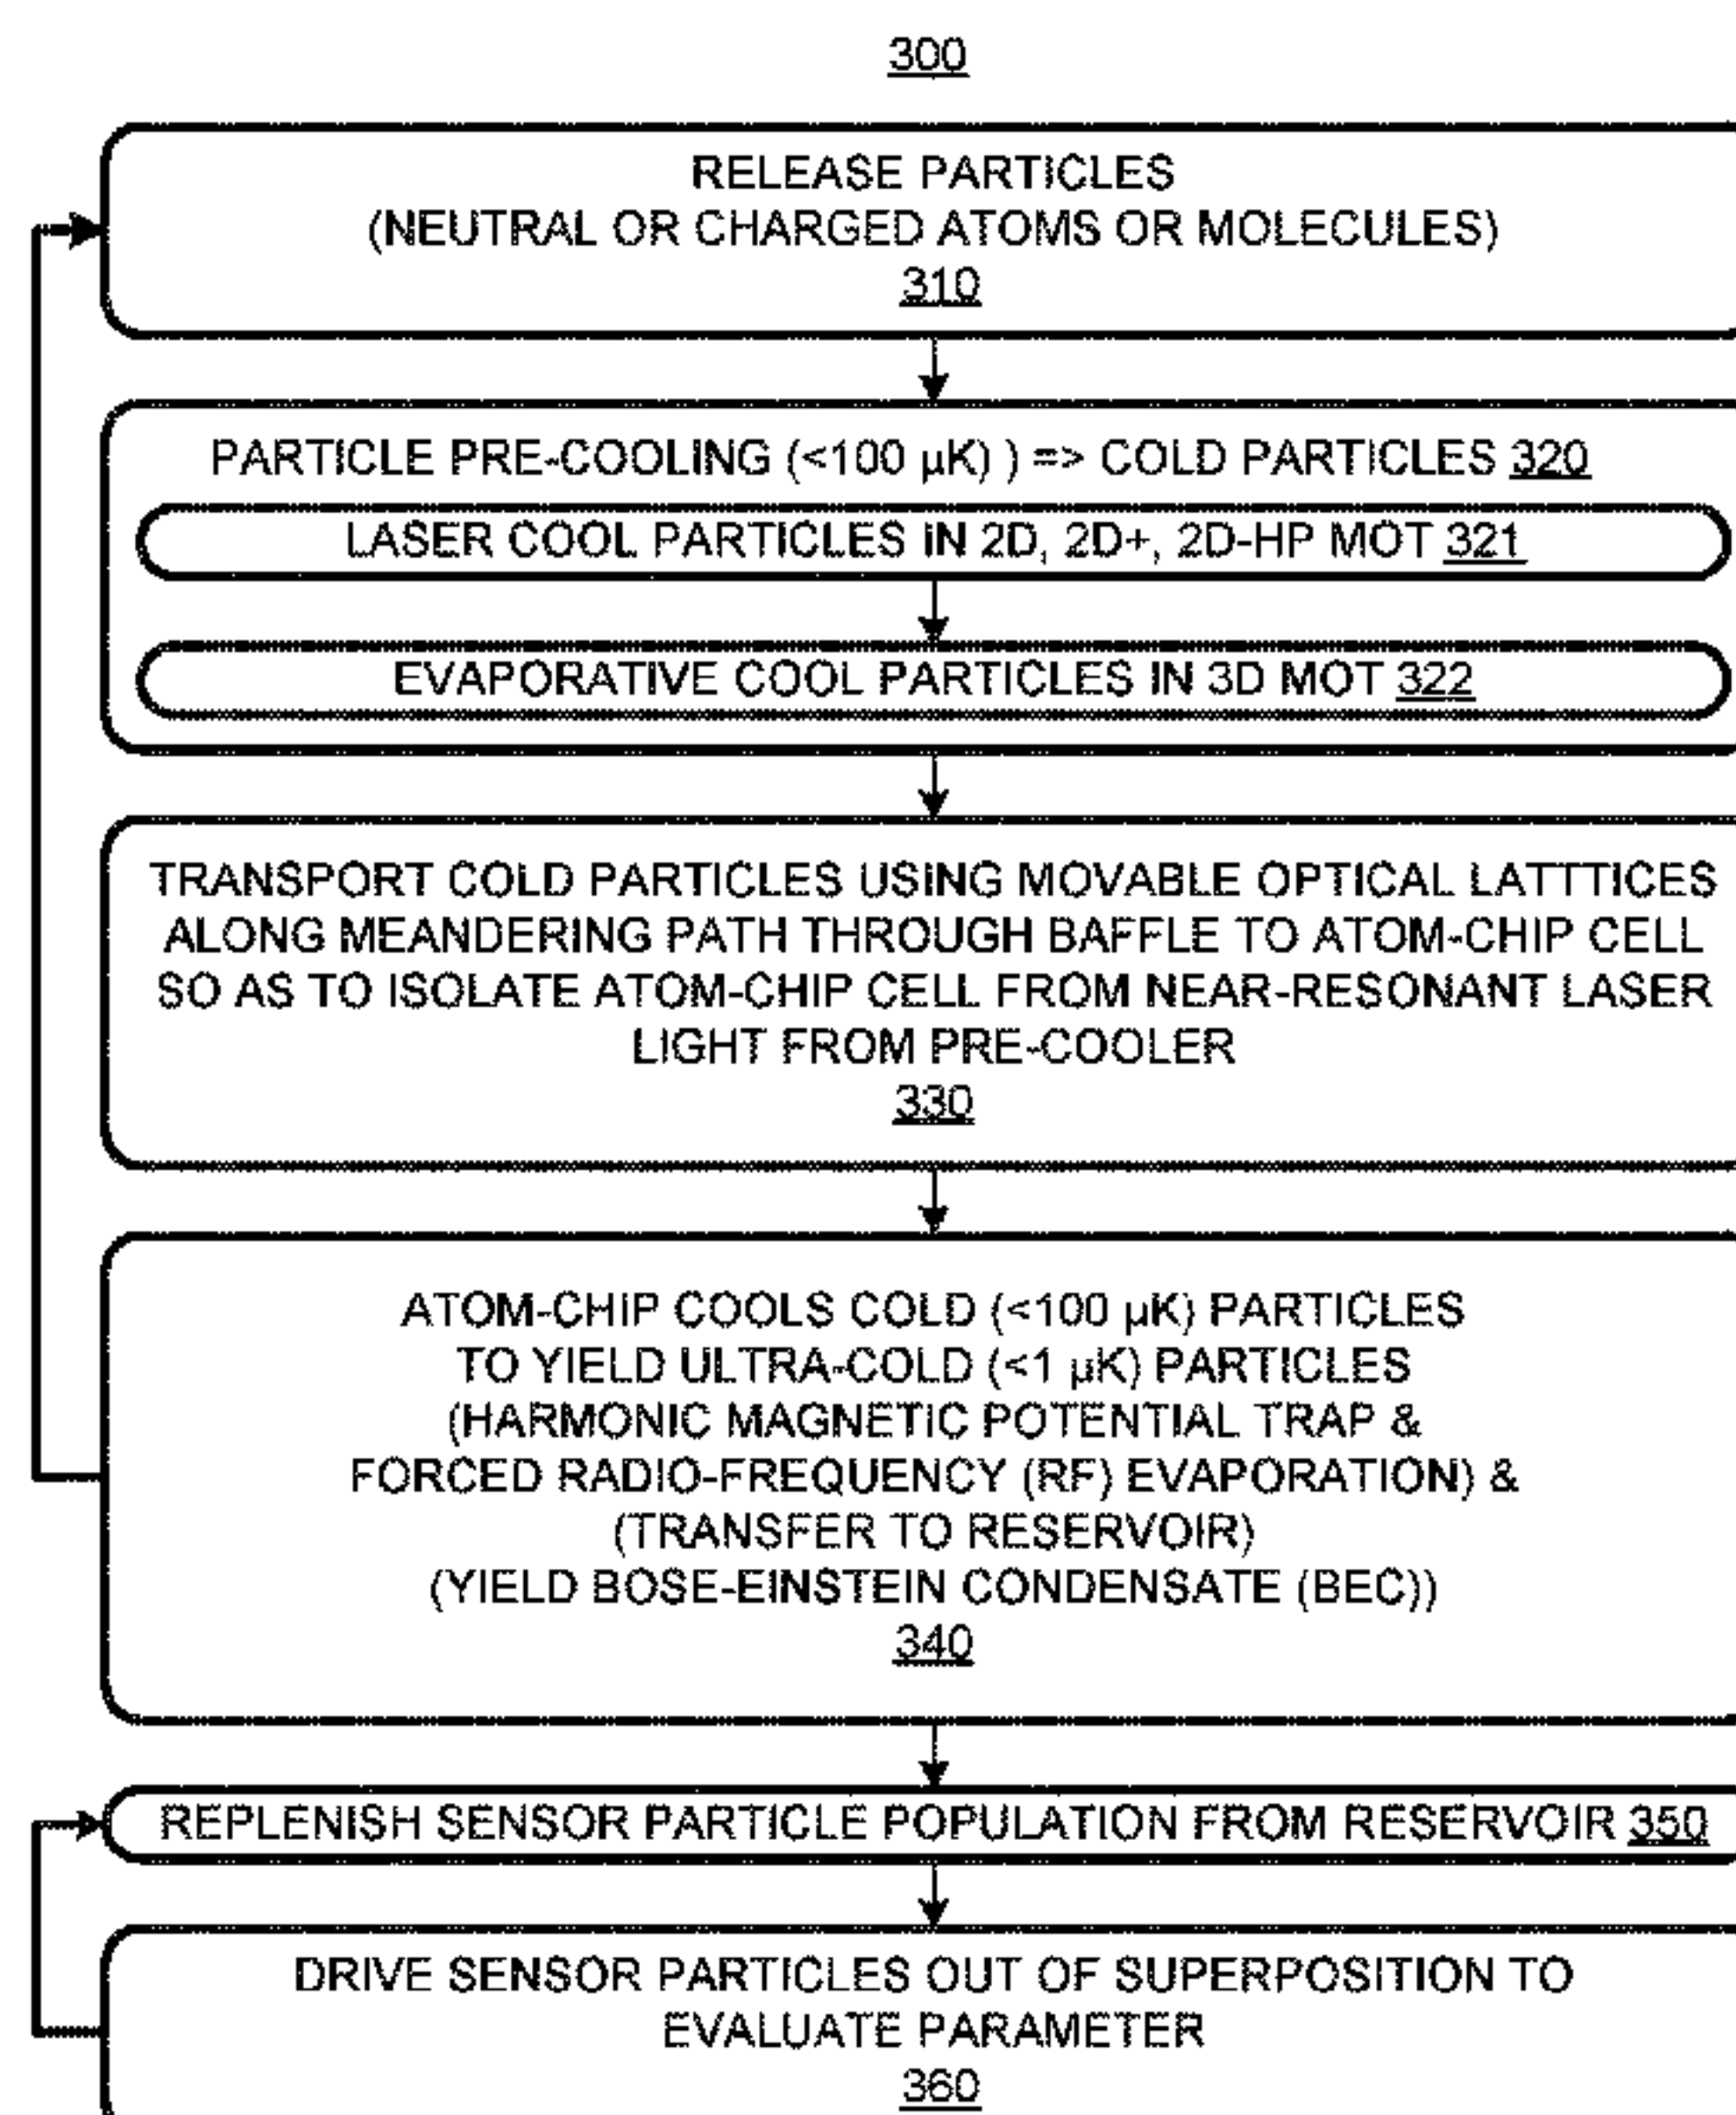 300
RELEASE PARTICLES
(NEUTRAL OR CHARGED ATOMS OR MOLECULES)
310
PARTICLE PRE-COOLING (<100 µK) ) => COLD PARTICLES 320
LASER COOL PARTICLES IN 2D, 2D+, 2D-HP MOT 321
EVAPORATIVE COOL PARTICLES IN 3D MOT 322
TRANSPORT COLD PARTICLES USING MOVABLE OPTICAL LATTTICES
ALONG MEANDERING PATH THROUGH BAFFLE TO ATOM-CHIP CELL
SO AS TO ISOLATE ATOM-CHIP CELL FROM NEAR-RESONANT LASER
LIGHT FROM PRE-COOLER
330
ATOM-CHIP COOLS COLD (<100 µK) PARTICLES
TO YIELD ULTRA-COLD (<1 µK) PARTICLES
(HARMONIC MAGNETIC POTENTIAL TRAP &
FORCED RADIO-FREQUENCY (RF) EVAPORATION) &
(TRANSFER TO RESERVOIR)
(YIELD BOSE-EINSTEIN CONDENSATE (BEC))
340
REPLENISH SENSOR PARTICLE POPULATION FROM RESERVOIR 350
DRIVE SENSOR PARTICLES OUT OF SUPERPOSITION TO
EVALUATE PARAMETER
360